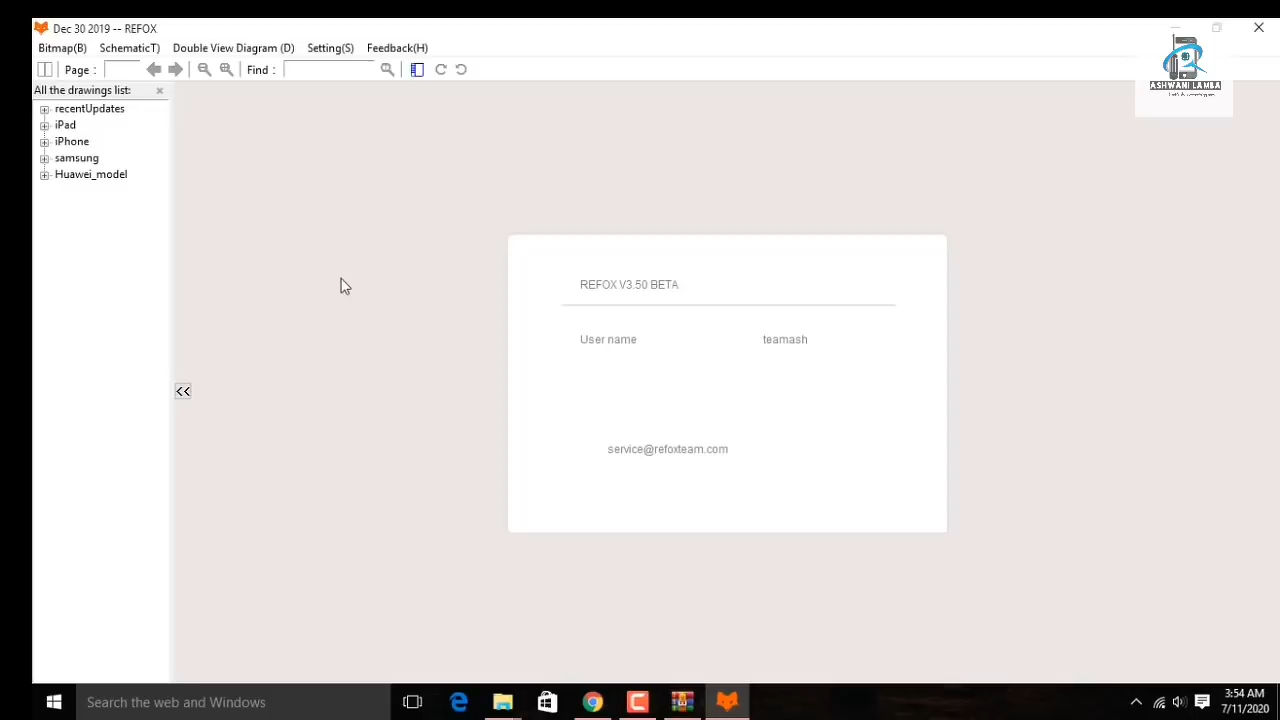 Dec 30 2019 -- REFOX
Bitmap(B) SchematicT) Double View Diagram (D) Setting(S) Feedback(H)
Page : Find :
All the drawings list:
recentUpdates
iPad
iPhone
samsung
Huawei_model
<<
REFOX V3.50 BETA
User name teamash
service@refoxteam.com
ASHWANI LAMBA
Search the web and Windows
3:54 AM
7/11/2020